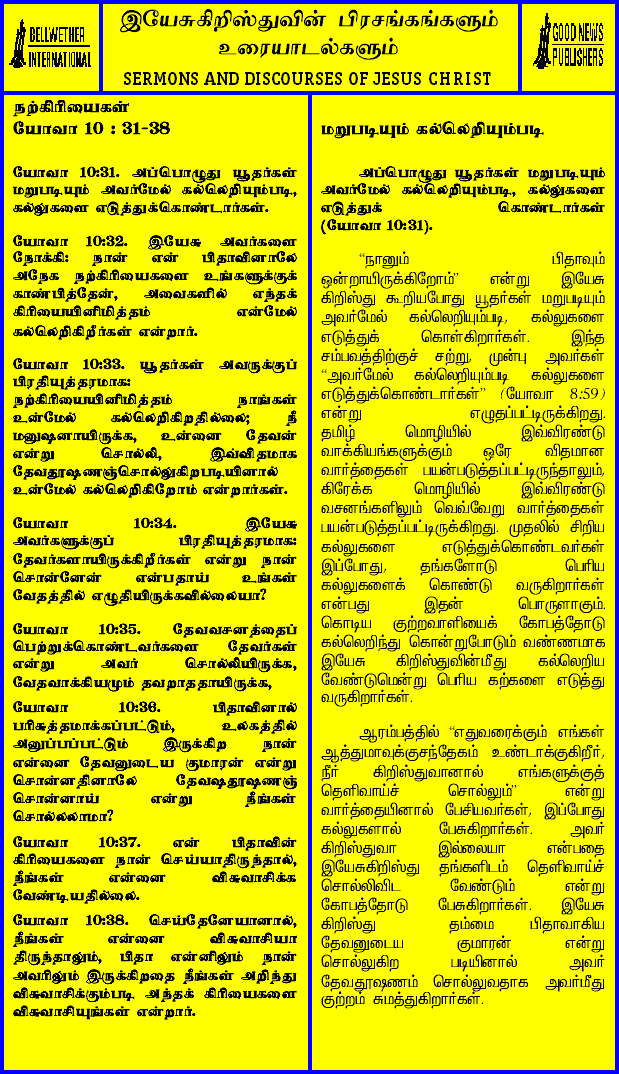 BELLWETHER
INTERNATIONAL
இயேசுகிறிஸ்துவின் பிரசங்கங்களும்
உரையாடல்களும்
SERMONS AND DISCOURSES OF JESUS CHRIST
GOOD NEWS
PUBLISHERS
நற்கிரியைகள்
யோவா 10 : 31-38
யோவா 10:31. அப்பொழுது யூதர்கள்
மறுபடியும் அவர்மேல் கல்லெறியும்படி,
கல்லுகளை எடுத்துக்கொண்டார்கள்.
யோவா 10:32. இயேசு அவர்களை
நோக்கி: நான் என் பிதாவினாலே
அநேக நற்கிரியைகளை உங்களுக்குக்
காண்பித்தேன், அவைகளில் எந்தக்
கிரியையினிமித்தம் என்மேல்
கல்லெறிகிறீர்கள் என்றார்.
யோவா 10:33. யூதர்கள் அவருக்குப்
பிரதியுத்தரமாக:
நற்கிரியையினிமித்தம் நாங்கள்
உன்மேல் கல்லெறிகிறதில்லை; நீ
மனுஷனாயிருக்க, உன்னை தேவன்
என்று சொல்லி, இவ்விதமாக
தேவதூஷணஞ்சொல்லுகிறபடியினால்
உன்மேல் கல்லெறிகிறோம் என்றார்கள்.
யோவா 10:34. இயேசு
அவர்களுக்குப் பிரதியுத்தரமாக:
தேவர்களாயிருக்கிறீர்கள் என்று நான்
சொன்னேன் என்பதாய் உங்கள்
வேதத்தில் எழுதியிருக்கவில்லையா?
யோவா 10:35. தேவவசனத்தைப்
பெற்றுக்கொண்டவர்களை தேவர்கள்
என்று அவர் சொல்லியிருக்க,
வேதவாக்கியமும் தவறாததாயிருக்க,
யோவா 10:36. பிதாவினால்
பரிசுத்தமாக்கப்பட்டும், உலகத்தில்
அனுப்பப்பட்டும் இருக்கிற நான்
என்னை தேவனுடைய குமாரன் என்று
சொன்னதினாலே தேவஷதூஷணஞ்
சொன்னாய் என்று நீங்கள்
சொல்லலாமா?
யோவா 10:37. என் பிதாவின்
கிரியைகளை நான் செய்யாதிருந்தால்,
நீங்கள் என்னை விசுவாசிக்க
வேண்டியதில்லை.
யோவா 10:38. செய்தேனேயானால்,
நீங்கள் என்னை விசுவாசியா
திருந்தாலும், பிதா என்னிலும் நான்
அவரிலும் இருக்கிறதை நீங்கள் அறிந்து
விசுவாசிக்கும்படி அந்தக் கிரியைகளை
விசுவாசியுங்கள் என்றார்.
மறுபடியும் கல்லெறியும்படி.
அப்பொழுது யூதர்கள் மறுபடியும்
அவர்மேல் கல்லெறியும்படி, கல்லுகளை
எடுத்துக் கொண்டார்கள்
(யோவா 10:31).
“நானும் பிதாவும்
ஒன்றாயிருக்கிறோம்” என்று இயேசு
கிறிஸ்து கூறியபோது யூதர்கள் மறுபடியும்
அவர்மேல் கல்லெறியும்படி, கல்லுகளை
எடுத்துக் கொள்கிறார்கள். இந்த
சம்பவத்திற்குச் சற்று, முன்பு அவர்கள்
“அவர்மேல் கல்லெறியும்படி கல்லுகளை
எடுத்துக்கொண்டார்கள்” (யோவா 8:59)
என்று எழுதப்பட்டிருக்கிறது.
தமிழ் மொழியில் இவ்விரண்டு
வாக்கியங்களுக்கும் ஒரே விதமான
வார்த்தைகள் பயன்படுத்தப்பட்டிருந்தாலும்,
கிரேக்க மொழியில் இவ்விரண்டு
வசனங்களிலும் வெவ்வேறு வார்த்தைகள்
பயன்படுத்தப்பட்டிருக்கிறது. முதலில் சிறிய
கல்லுகளை எடுத்துக்கொண்டவர்கள்
இப்போது, தங்களோடு பெரிய
கல்லுகளைக் கொண்டு வருகிறார்கள்
என்பது இதன் பொருளாகும்.
கொடிய குற்றவாளியைக் கோபத்தோடு
கல்லெறிந்து கொன்றுபோடும் வண்ணமாக
இயேசு கிறிஸ்துவின்மீது கல்லெறிய
வேண்டுமென்று பெரிய கற்களை எடுத்து
வருகிறார்கள்.
ஆரம்பத்தில் “எதுவரைக்கும் எங்கள்
ஆத்துமாவுக்குசந்தேகம் உண்டாக்குகிறீர்,
நீர் கிறிஸ்துவானால் எங்களுக்குத்
தெளிவாய்ச் சொல்லும்” என்று
வார்த்தையினால் பேசியவர்கள், இப்போது
கல்லுகளால் பேசுகிறார்கள். அவர்
கிறிஸ்துவா இல்லையா என்பதை
இயேசுகிறிஸ்து தங்களிடம் தெளிவாய்ச்
சொல்லிவிட வேண்டும் என்று
கோபத்தோடு பேசுகிறார்கள். இயேசு
கிறிஸ்து தம்மை பிதாவாகிய
தேவனுடைய குமாரன் என்று
சொல்லுகிற படியினால் அவர்
தேவதூஷணம் சொல்லுவதாக அவர்மீது
குற்றம் சுமத்துகிறார்கள்.